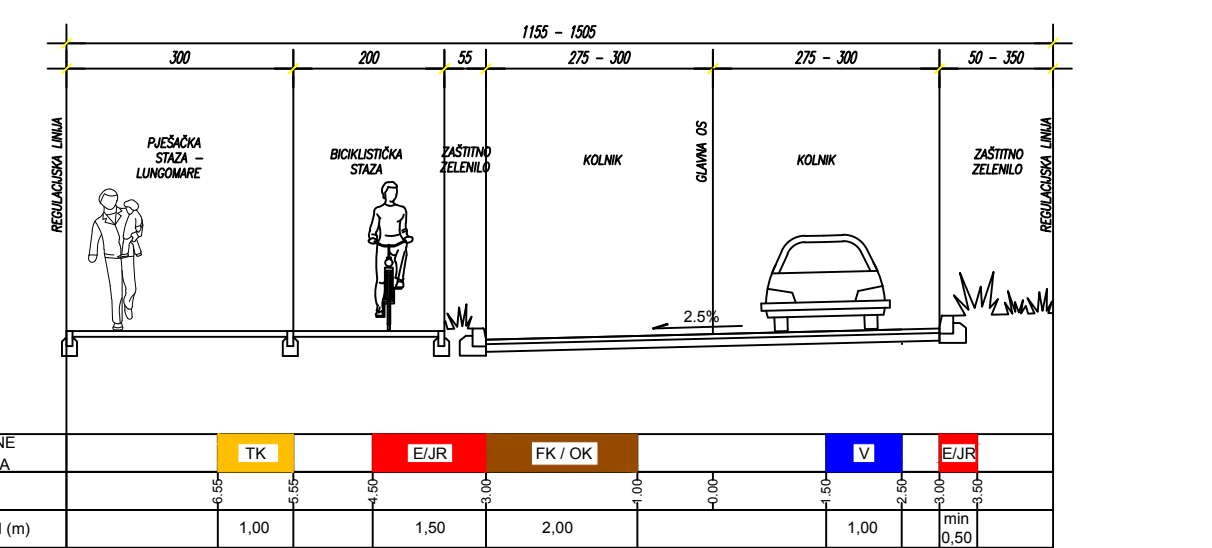 1155 - 1505
300
200
55
275 - 300
275 - 300
50 - 350
REGULACIJSKA LINIJA
PJEŠAČKA
STAZA -
LUNGOMARE
BICIKLISTIČKA
STAZA
ZAŠTITNO
ZELENILO
KOLNIK
GLAVNA OS
KOLNIK
ZAŠTITNO
ZELENILO
REGULACIJSKA LINIJA
2.5%
NE
A
TK
E/JR
FK / OK
V
E/JR
-6.55
-5.55
-4.50
-3.00
-1.00
0.00
1.50
2.50
3.00
3.50
(m)
1,00
1,50
2,00
1,00
min
0,50